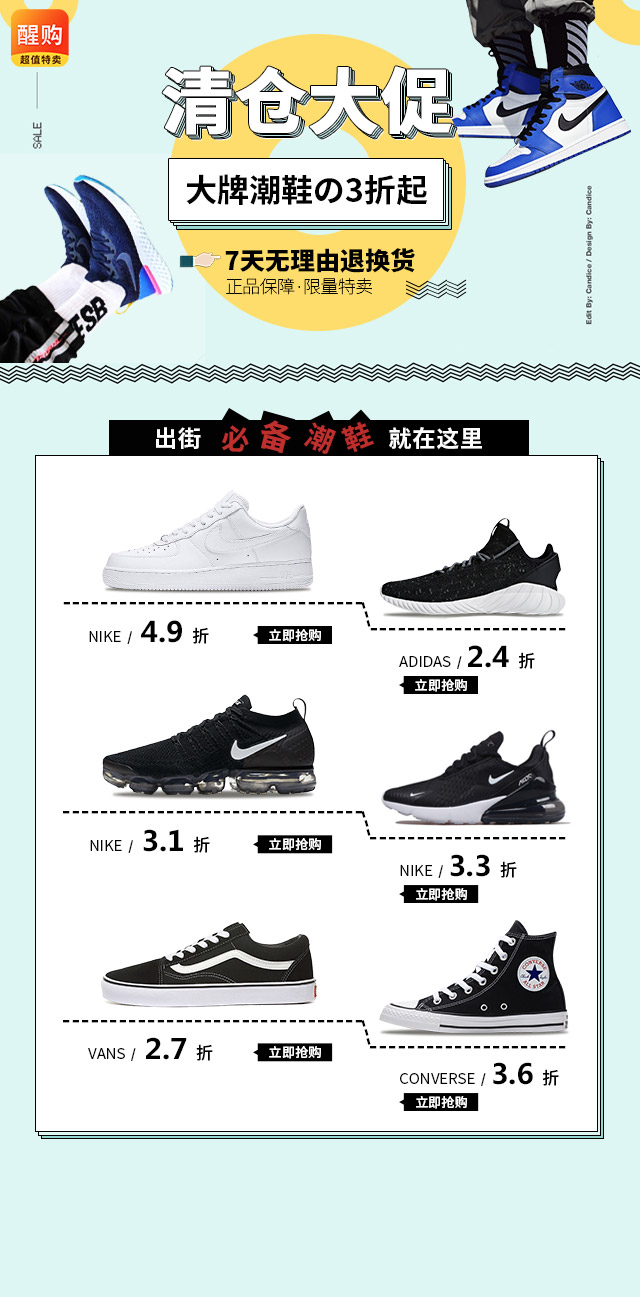 醒购
超值特卖
SALE
清仓大促
大牌潮鞋の3折起
7天无理由退换货
正品保障·限量特卖
Edit By: Candice / Design By: Candice
FSB
出街 必备潮鞋 就在这里
NIKE / 4.9 折
立即抢购
ADIDAS / 2.4 折
立即抢购
NIKE / 3.1 折
立即抢购
NIKE / 3.3 折
立即抢购
CONVERSE
ALL STAR
VANS / 2.7 折
立即抢购
CONVERSE / 3.6 折
立即抢购